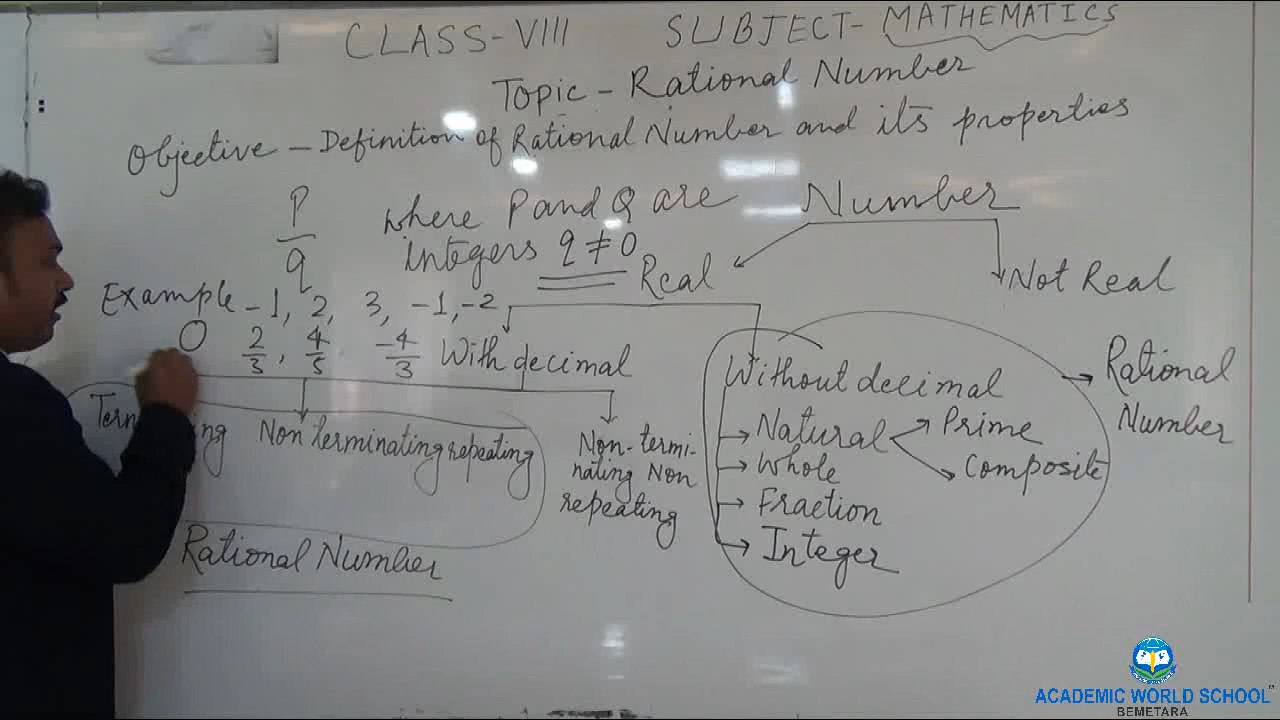 CLASS-VIII SUBJECT- MATHEMATICS
Topic - Rational Number
Objective - Definition of Rational Number and its properties
P
q
where P and Q are
integers q ≠ 0
Number
Real
Not Real
Example - 1, 2, 3, -1, -2
0 2/3, 4/5 -4/3
With decimal
Terminating
Non terminating repeating
Non-termi-
nating Non
repeating
Rational Number
Without decimal
Natural
Prime
Composite
Whole
Fraction
Integer
Rational
Number
ACADEMIC WORLD SCHOOL™
BEMETARA